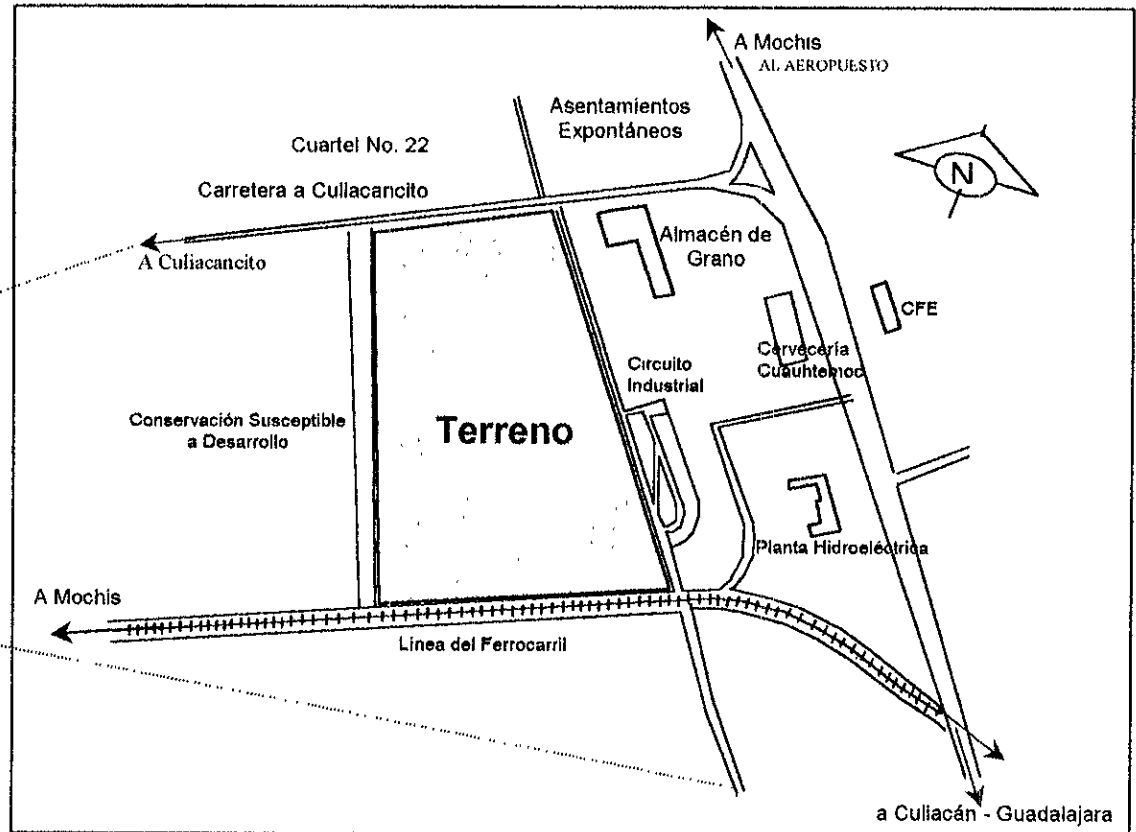 A Mochis
AL AEROPUESTO
Asentamientos
Expontáneos
Cuartel No. 22
Carretera a Culiacancito
N
A Culiacancito
Almacén de
Grano
CFE
Cervecería
Cuauhtemoc
Circuito
Industrial
Conservación Susceptible
a Desarrollo
Terreno
Planta Hidroeléctrica
A Mochis
Línea del Ferrocarril
a Culiacán - Guadalajara